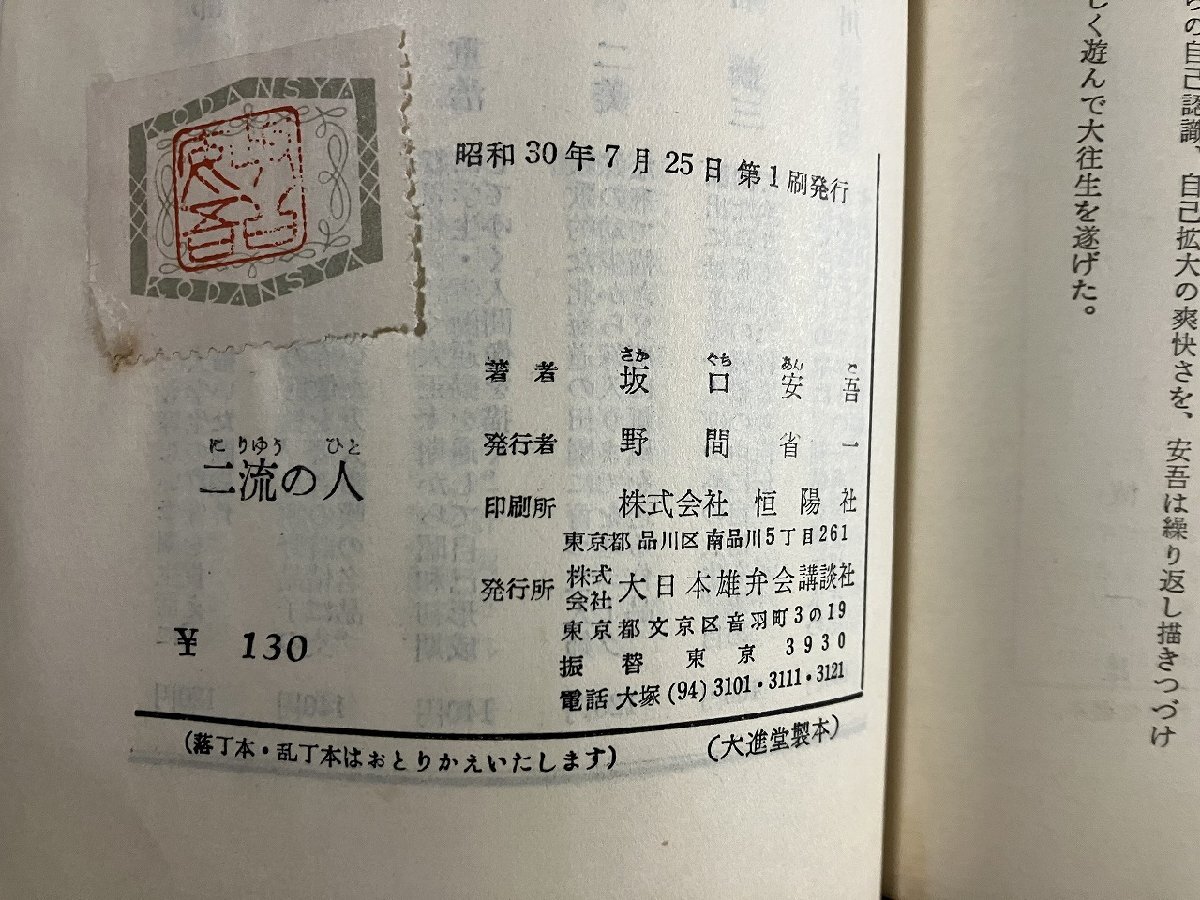 らの自己認識、自己拡大の爽快さを、安吾は繰り返し描きつづけ
しく遊んで大往生を遂げた。
KODANSYA
坂口安吾
KODANSYA
昭和30年7月25日 第1刷発行
二流の人
に りゆう ひと
¥ 130
著者 坂口安吾
さか ぐち あん ご
発行者 野間省一
印刷所 株式会社 恒陽社
東京都品川区南品川5丁目261
発行所 株式会社 大日本雄弁会講談社
東京都文京区音羽町3の19
振替 東京 3930
電話 大塚 (94) 3101・3111・3121
(落丁本・乱丁本はおとりかえいたします)
(大進堂製本)